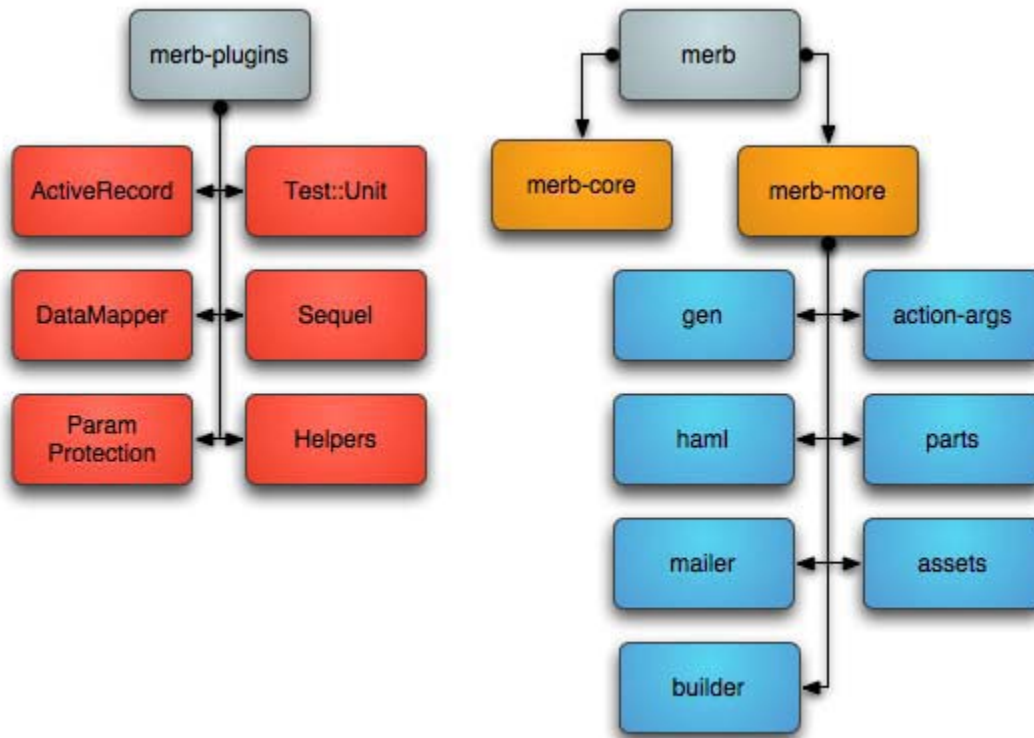 merb-plugins
ActiveRecord
Test::Unit
DataMapper
Sequel
Param
Protection
Helpers
merb
merb-core
merb-more
gen
action-args
haml
parts
mailer
assets
builder